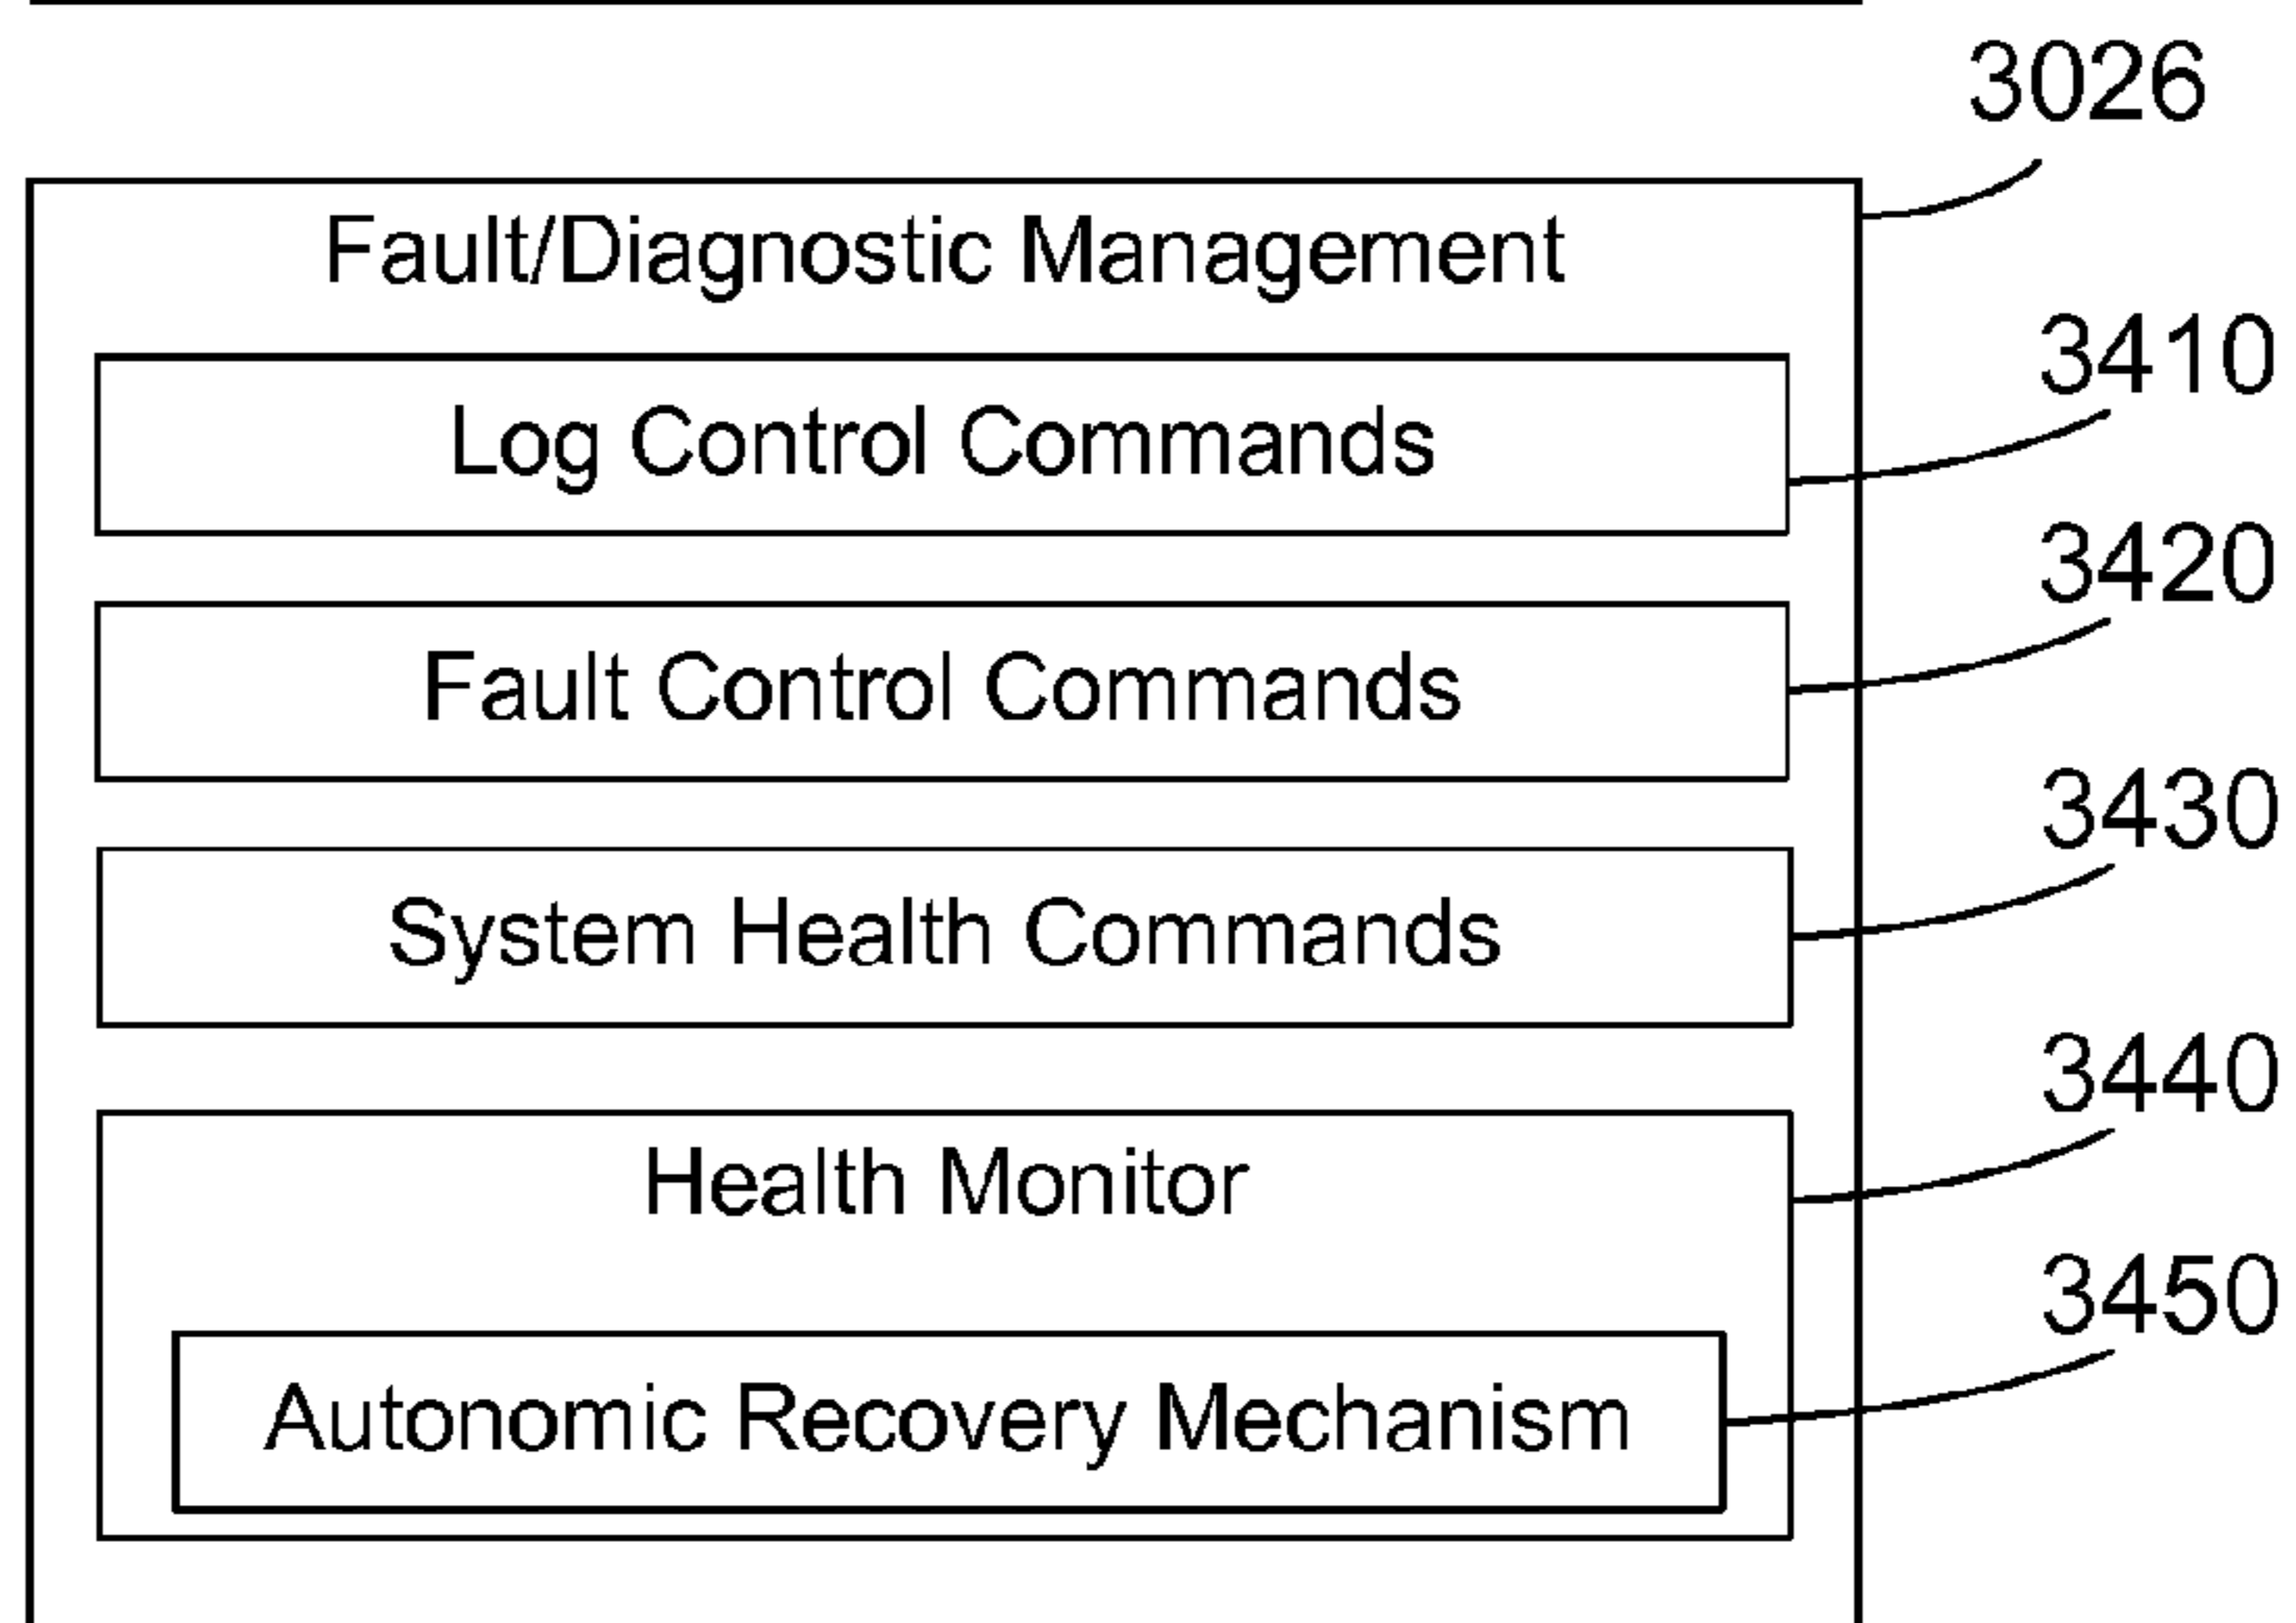 3026
Fault/Diagnostic Management
3410
Log Control Commands
3420
Fault Control Commands
3430
System Health Commands
3440
Health Monitor
3450
Autonomic Recovery Mechanism